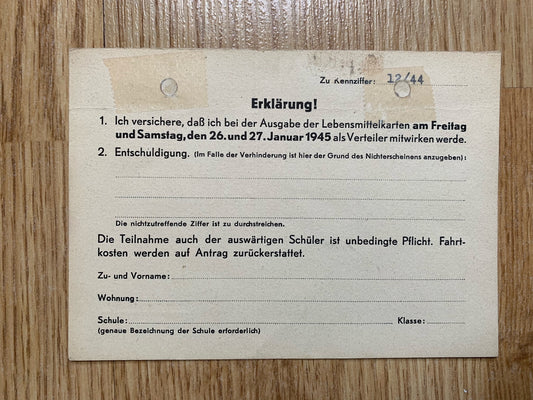 Zu Kennziffer: 12/44
Erklärung!
1. Ich versichere, daß ich bei der Ausgabe der Lebensmittelkarten am Freitag
und Samstag, den 26. und 27. Januar 1945 als Verteiler mitwirken werde.
2. Entschuldigung. (Im Falle der Verhinderung ist hier der Grund des Nichterscheinens anzugeben):
Die nichtzutreffende Ziffer ist zu durchstreichen.
Die Teilnahme auch der auswärtigen Schüler ist unbedingte Pflicht. Fahrt-
kosten werden auf Antrag zurückerstattet.
Zu- und Vorname:
Wohnung:
Schule: Klasse:
(genaue Bezeichnung der Schule erforderlich)